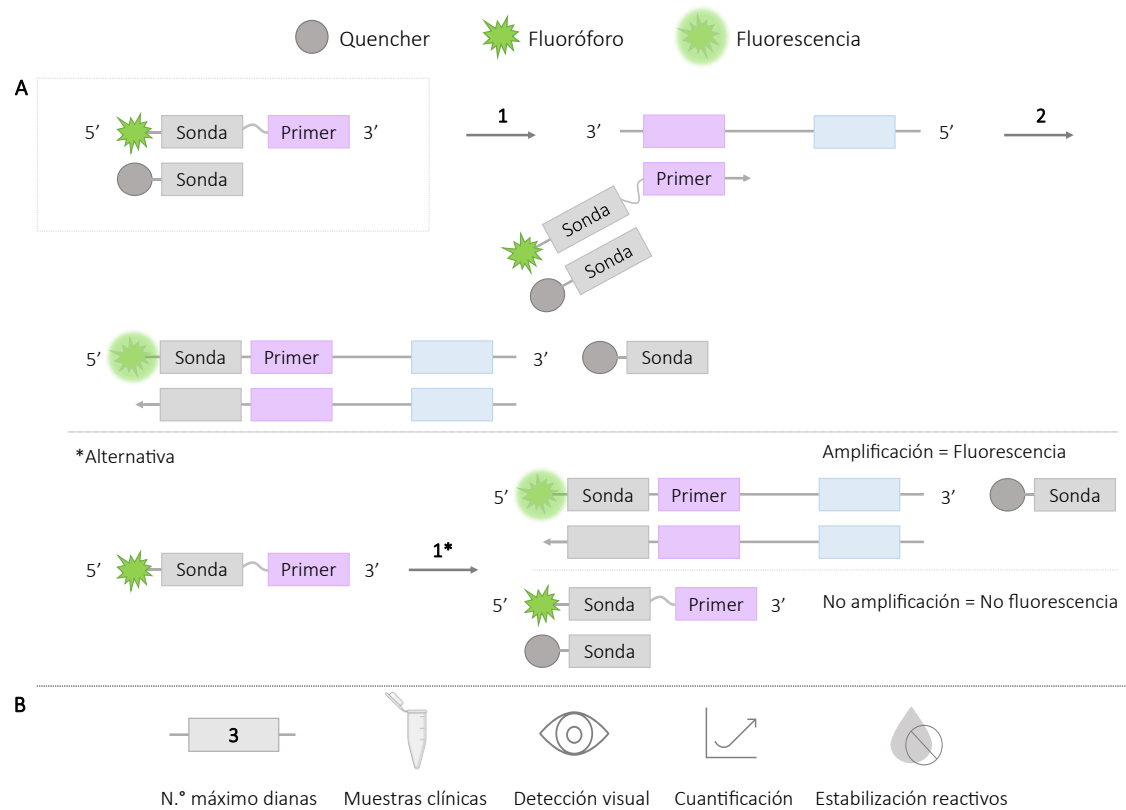 Quencher Fluoróforo Fluorescencia
A
5’ Sonda Primer 3’
Sonda
1
3’ 5’
Primer
Sonda
Sonda
2
5’ Sonda Primer 3’ Sonda
*Alternativa
Amplificación = Fluorescencia
5’ Sonda Primer 3’ Sonda
5’ Sonda Primer 3’
1*
5’ Sonda Primer 3’
No amplificación = No fluorescencia
Sonda
B
3
N.° máximo dianas Muestras clínicas Detección visual Cuantificación Estabilización reactivos